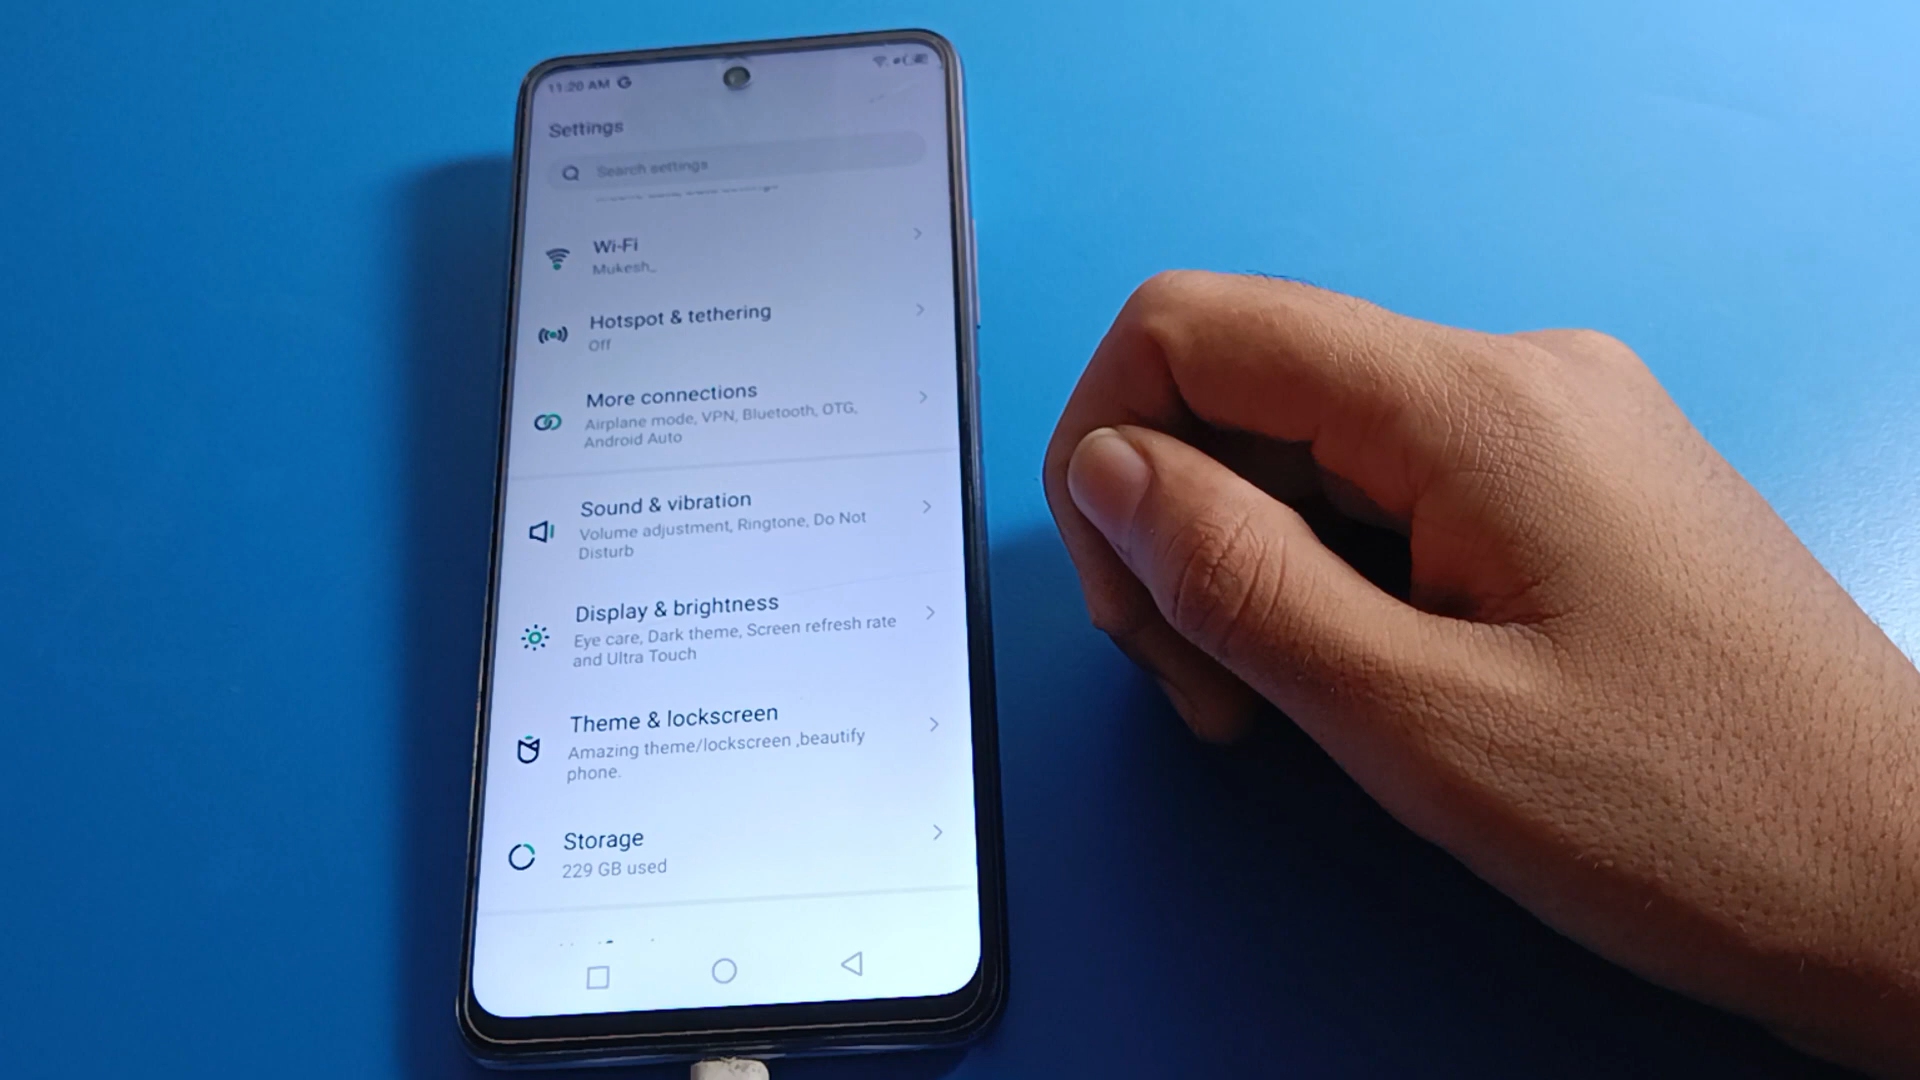 11:20 AM G
Settings
Search settings
Wi-Fi
Mukesh_
Hotspot & tethering
Off
More connections
Airplane mode, VPN, Bluetooth, OTG,
Android Auto
Sound & vibration
Volume adjustment, Ringtone, Do Not
Disturb
Display & brightness
Eye care, Dark theme, Screen refresh rate
and Ultra Touch
Theme & lockscreen
Amazing theme/lockscreen ,beautify
phone.
Storage
229 GB used